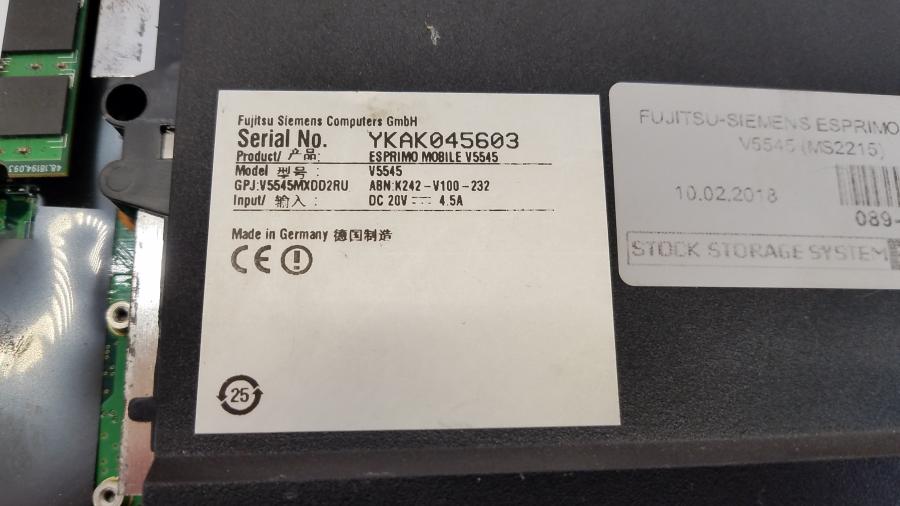 Fujitsu Siemens Computers GmbH
Serial No. YKAK045603
Product/ 产品: ESPRIMO MOBILE V5545
Model 型号: V5545
GPJ:V5545MXDD2RU ABN:K242-V100-232
Input/ 输入: DC 20V 4.5A
Made in Germany 德国制造
CE
25
FUJITSU-SIEMENS ESPRIMO
V5545 (MS2215)
10.02.2018
089-
STOCK STORAGE SYSTEM